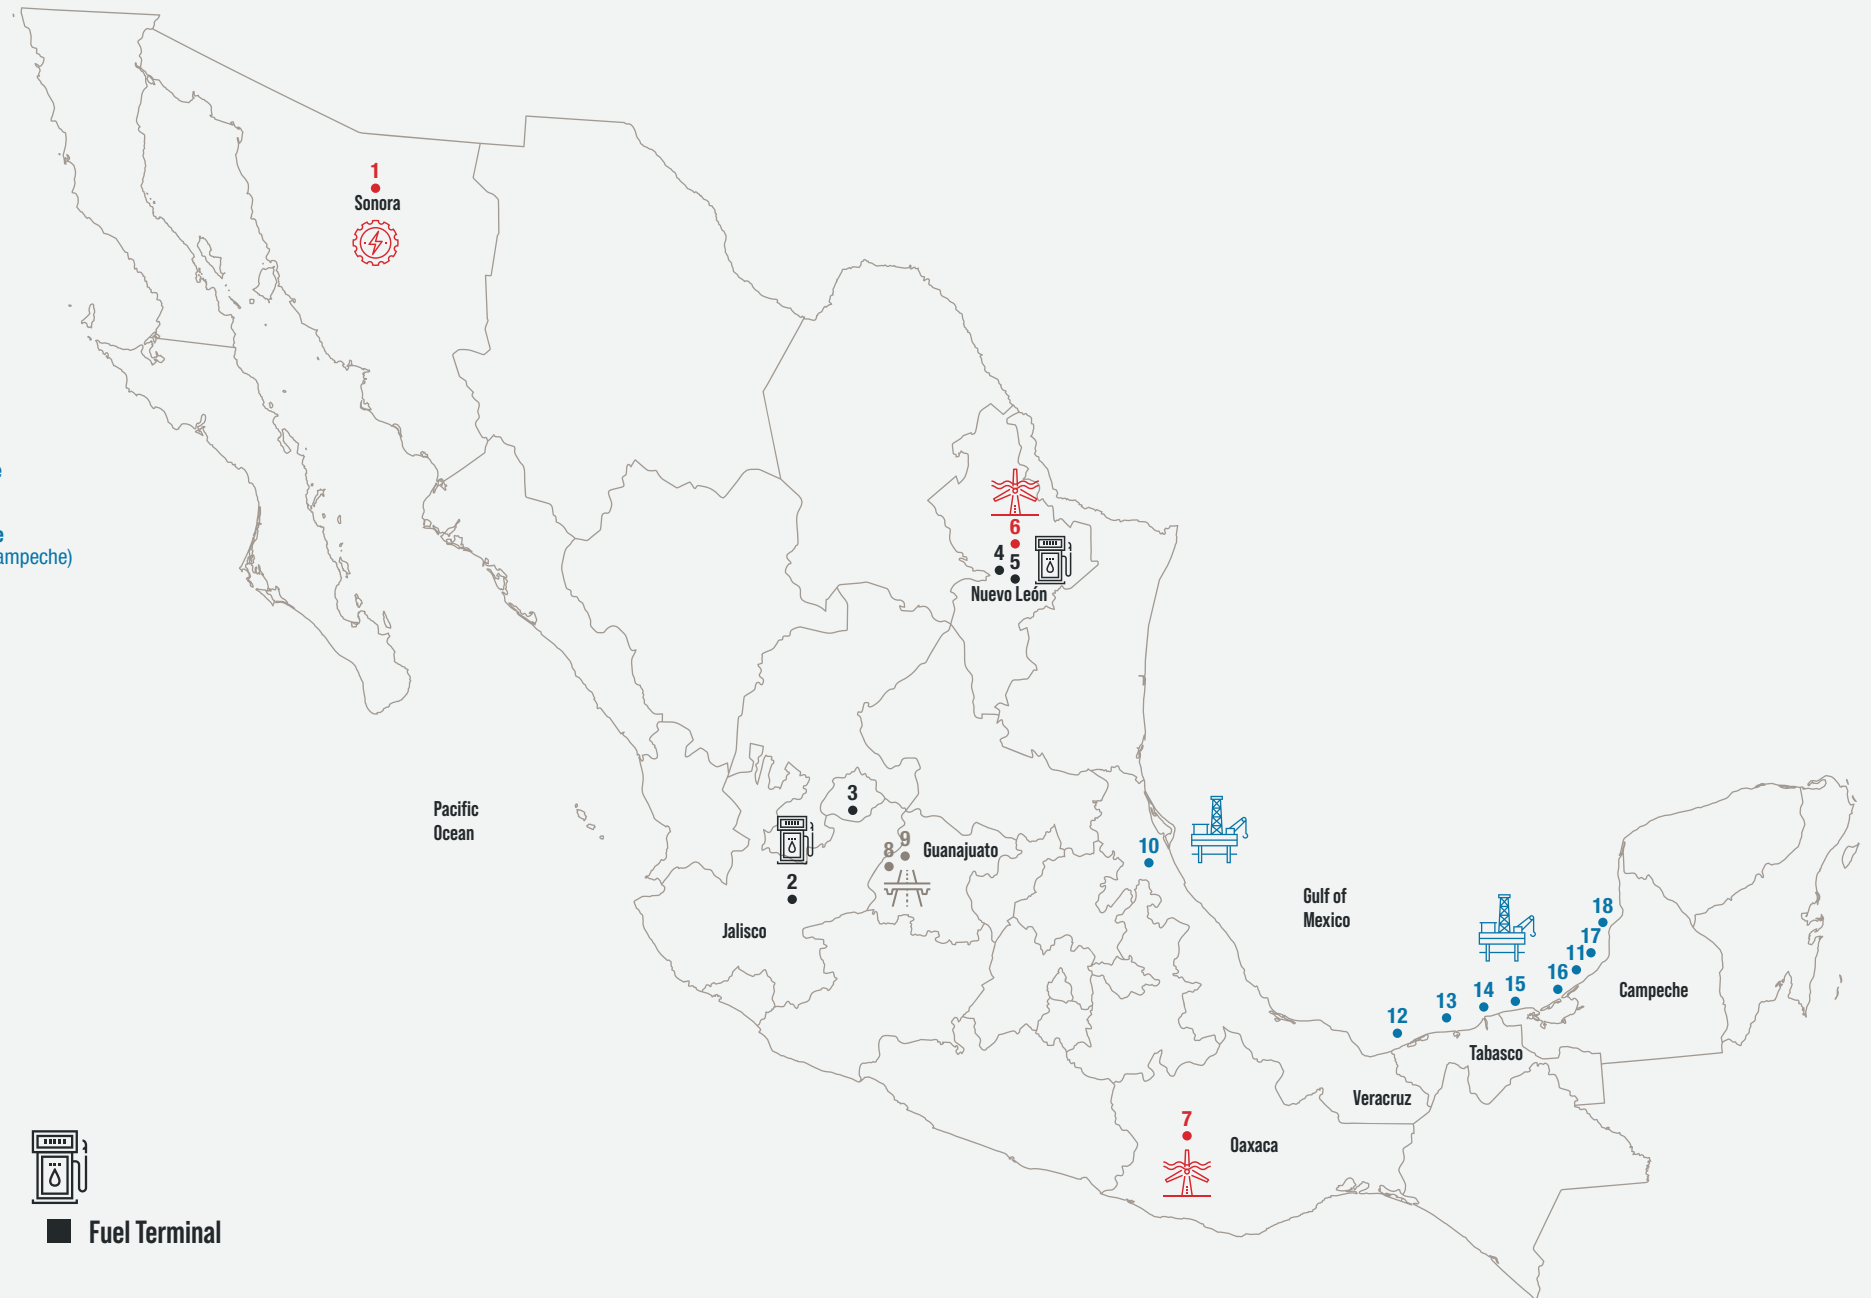 1
Sonora
e
e
ampeche)
6
4
5
Nuevo León
Pacific
Ocean
3
8
9
Guanajuato
2
Jalisco
10
Gulf of
Mexico
18
17
11
16
15
14
13
12
Campeche
Tabasco
Veracruz
7
Oaxaca
Fuel Terminal